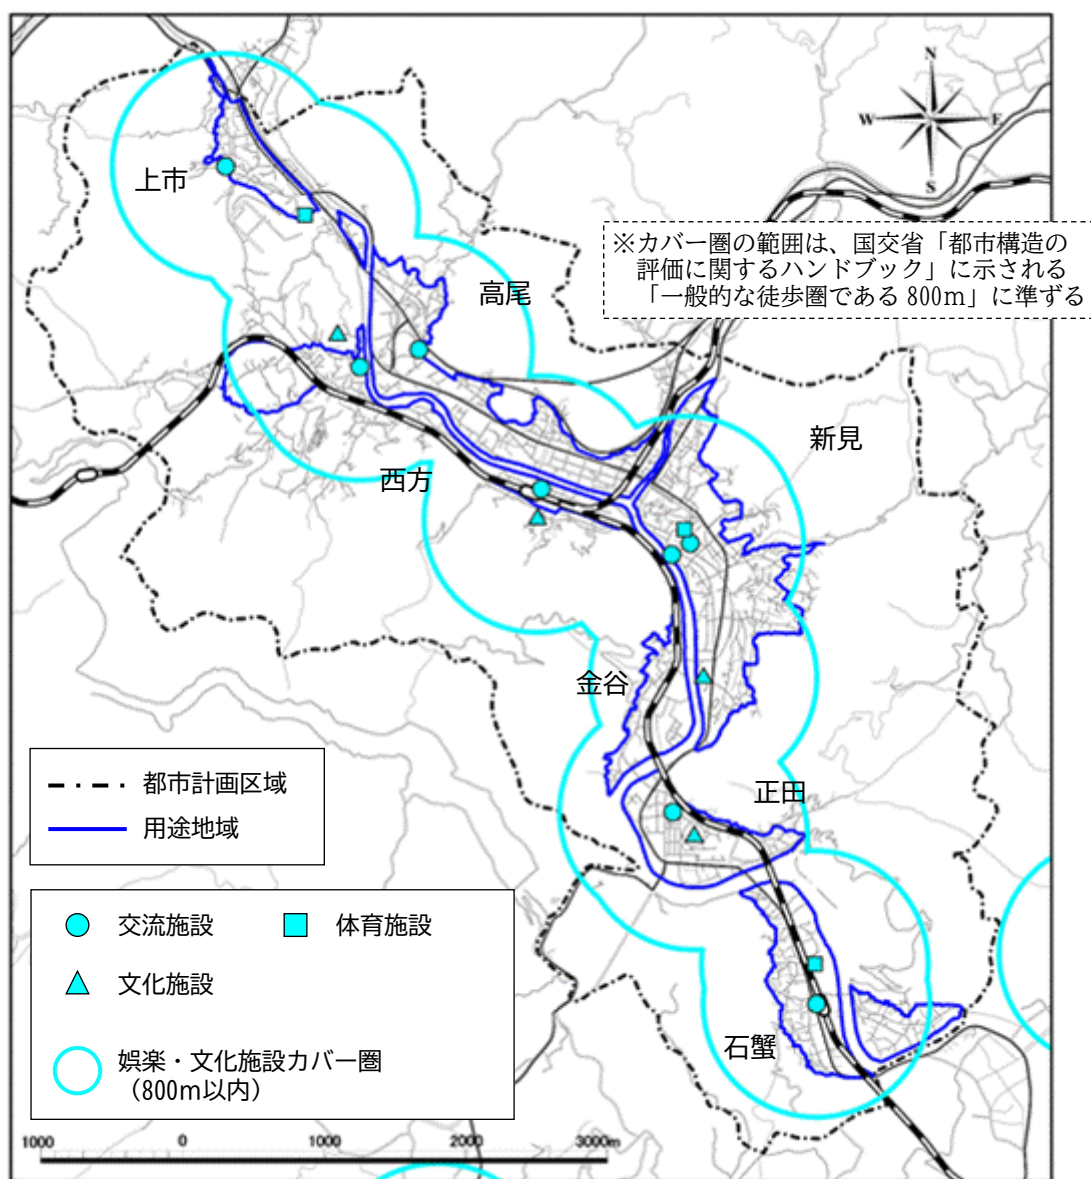 N
W
E
S
上市
※カバー圏の範囲は、国交省「都市構造の
評価に関するハンドブック」に示される
「一般的な徒歩圏である800m」に準ずる
高尾
新見
西方
金谷
正田
石蟹
都市計画区域
用途地域
交流施設
体育施設
文化施設
娯楽・文化施設カバー圏
（800m以内）
1000 0 1000 2000 3000m